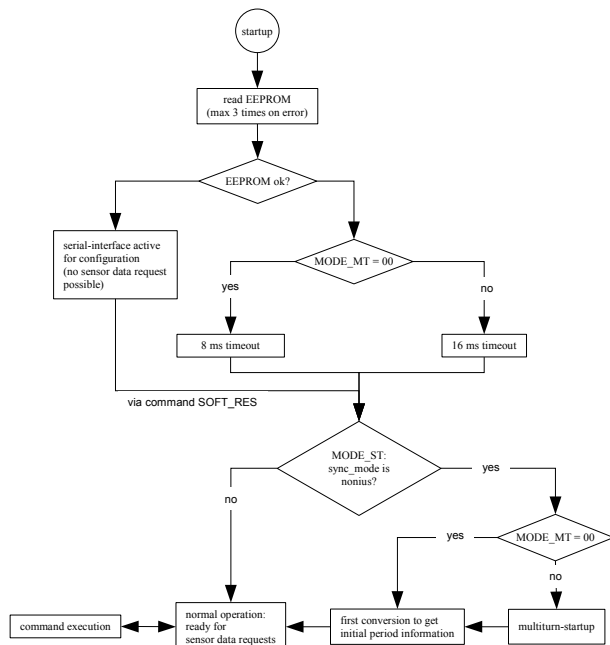 startup
read EEPROM
(max 3 times on error)
EEPROM ok?
serial-interface active
for configuration
(no sensor data request
possible)
MODE_MT = 00
yes
no
8 ms timeout
16 ms timeout
via command SOFT_RES
MODE_ST:
sync_mode is
nonius?
no
yes
MODE_MT = 00
yes
no
command execution
normal operation:
ready for
sensor data requests
first conversion to get
initial period information
multiturn-startup